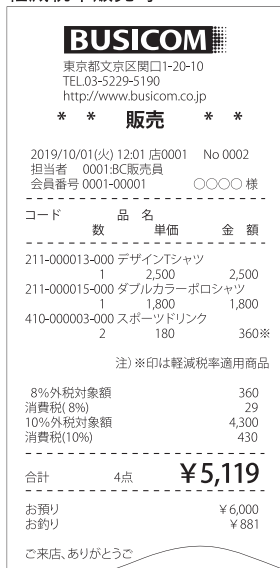 BUSICOM
東京都文京区関口1-20-10
TEL.03-5229-5190
http://www.busicom.co.jp
* * 販売 * *
2019/10/01(火) 12:01 店0001 No 0002
担当者 0001:BC販売員
会員番号 0001-00001 ○○○○ 様
コード 品 名
数 単価 金 額
211-000013-000 デザインTシャツ
1 2,500 2,500
211-000015-000 ダブルカラーポロシャツ
1 1,800 1,800
410-000003-000 スポーツドリンク
2 180 360※
注)※印は軽減税率適用商品
8%外税対象額 360
消費税( 8%) 29
10%外税対象額 4,300
消費税(10%) 430
合計 4点 ¥5,119
お預り ¥6,000
お釣り ¥881
ご来店、ありがとうご